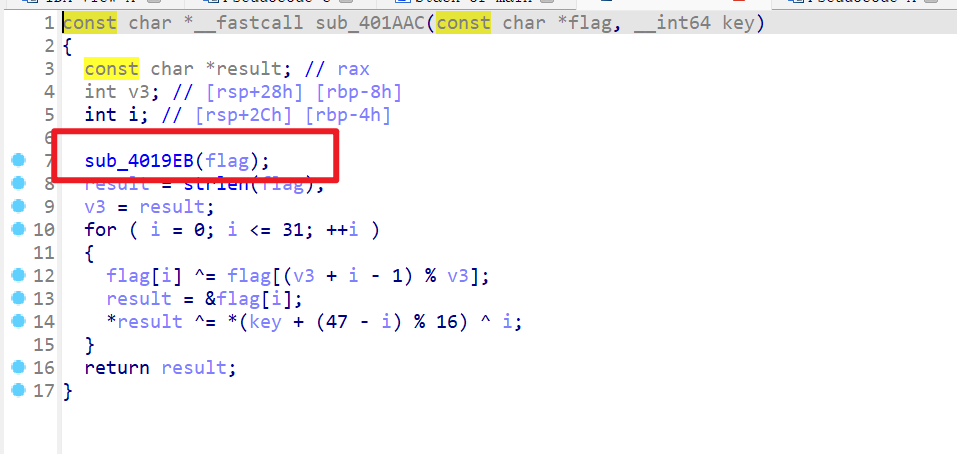 1 const char *__fastcall sub_401AAC(const char *flag, __int64 key)
2 {
3 const char *result; // rax
4 int v3; // [rsp+28h] [rbp-8h]
5 int i; // [rsp+2Ch] [rbp-4h]
6
7 sub_4019EB(flag);
8 result = strlen(flag);
9 v3 = result;
10 for ( i = 0; i <= 31; ++i )
11 {
12 flag[i] ^= flag[(v3 + i - 1) % v3];
13 result = &flag[i];
14 *result ^= *(key + (47 - i) % 16) ^ i;
15 }
16 return result;
17 }